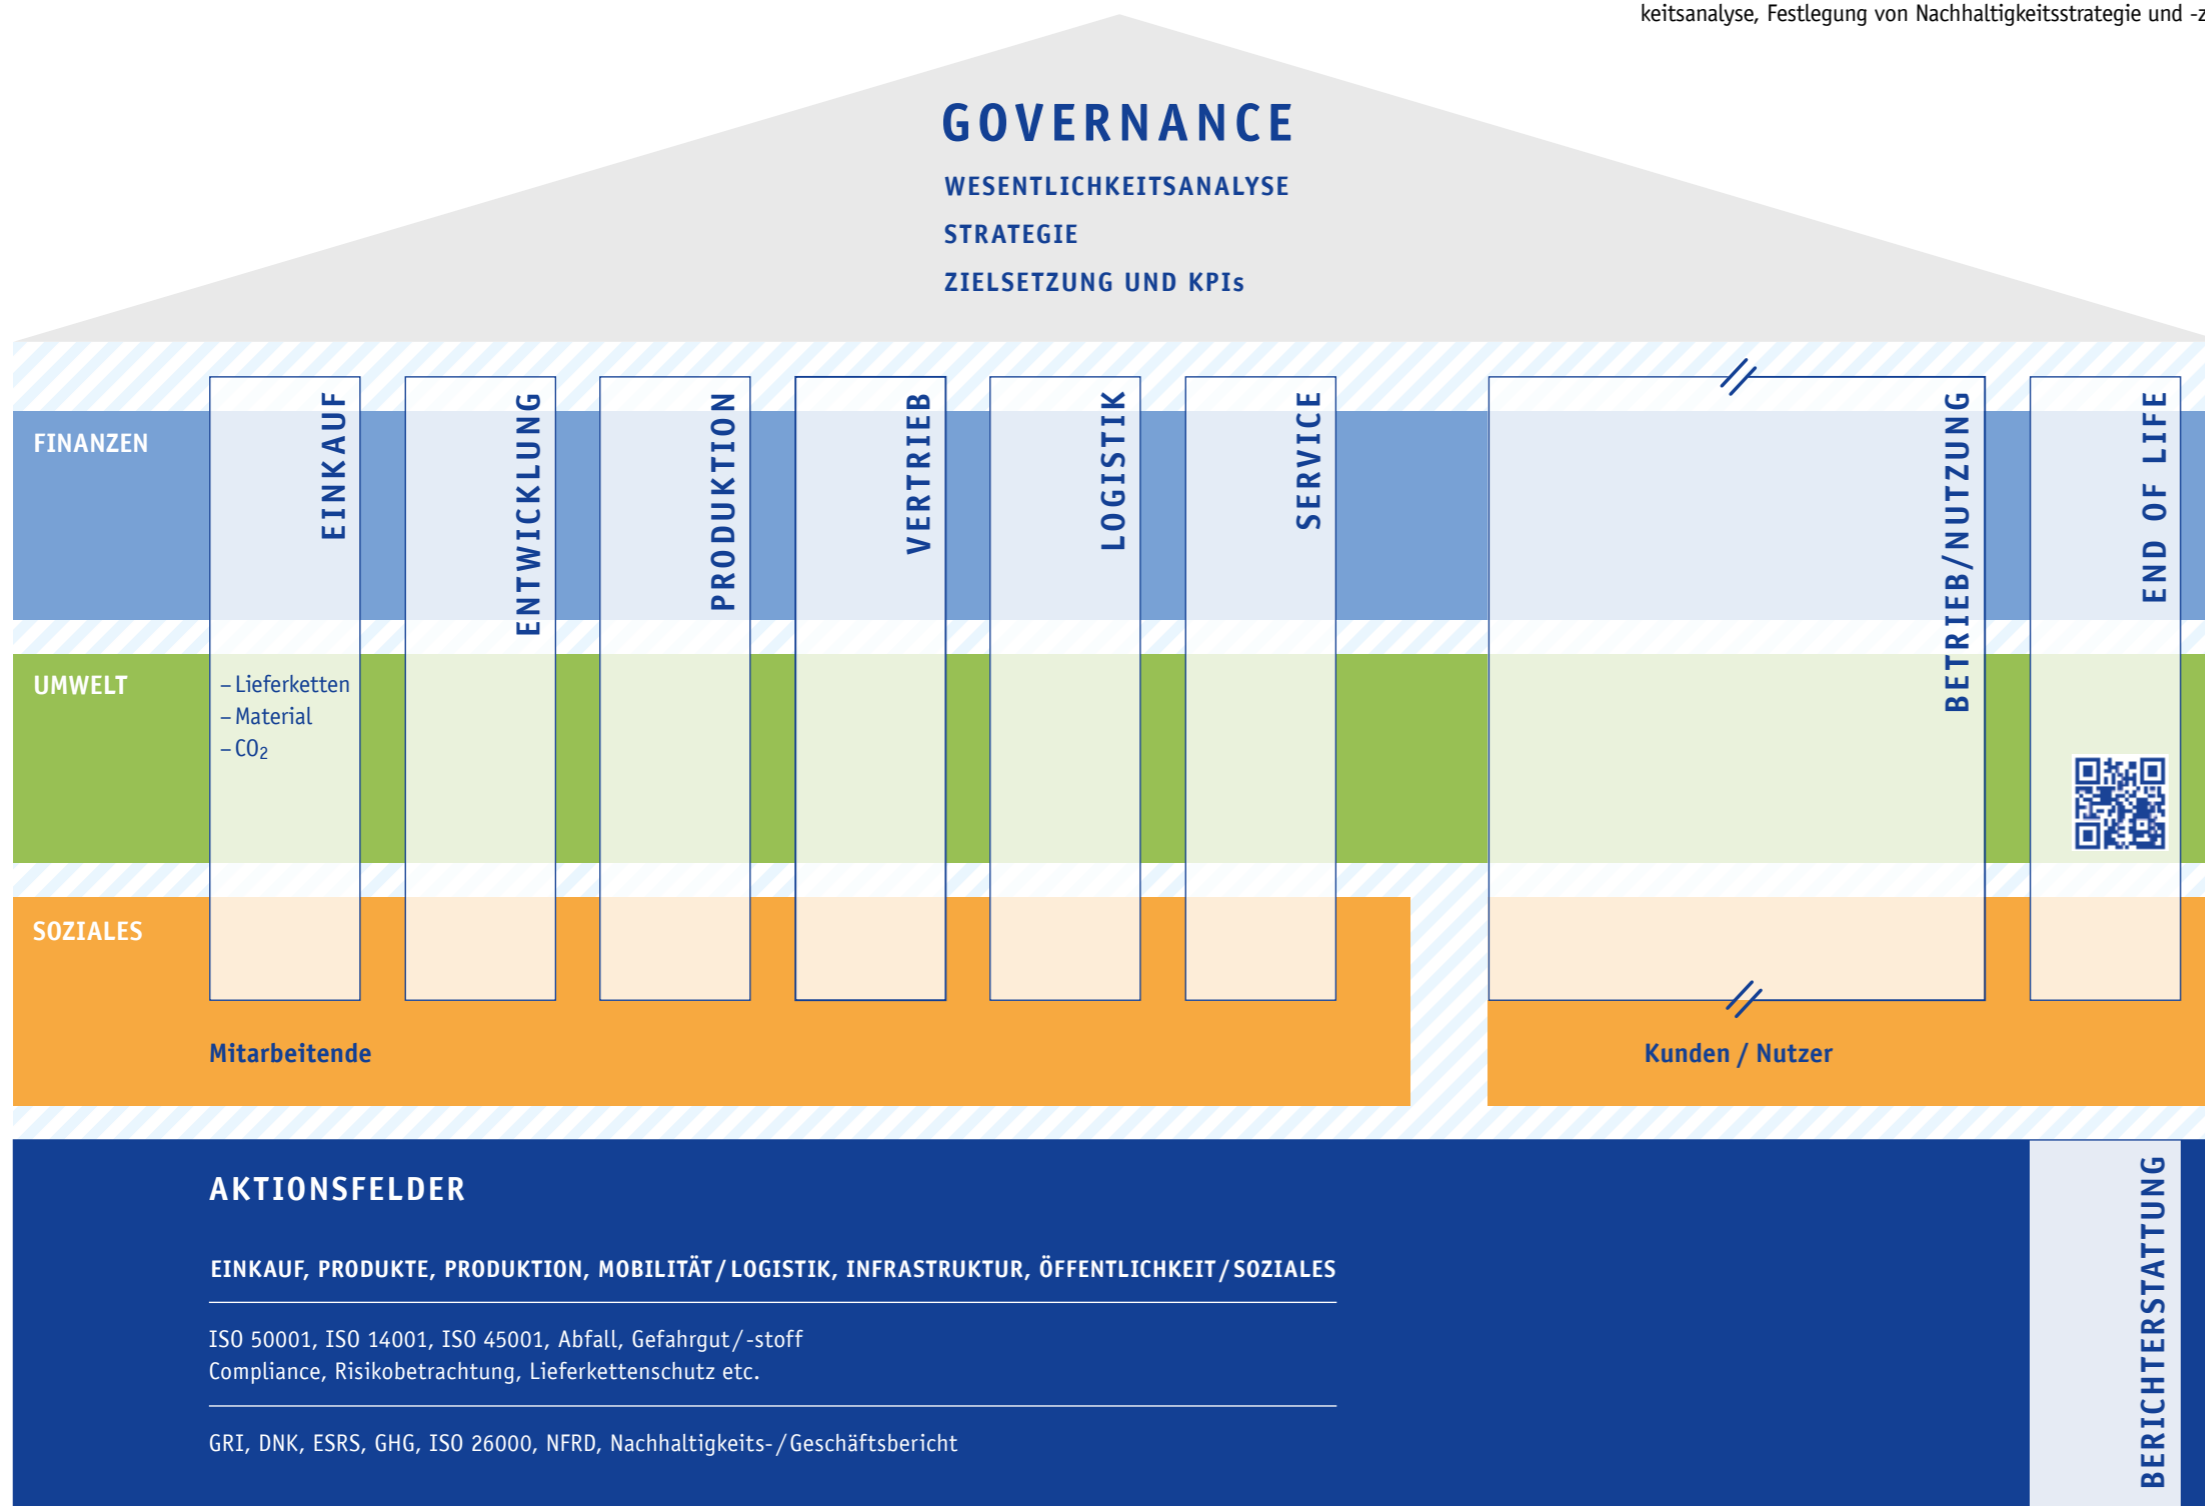 keitsanalyse, Festlegung von Nachhaltigkeitsstrategie und -z
GOVERNANCE
WESENTLICHKEITSANALYSE
STRATEGIE
ZIELSETZUNG UND KPIs
EINKAUF
ENTWICKLUNG
PRODUKTION
VERTRIEB
LOGISTIK
SERVICE
BETRIEB/NUTZUNG
END OF LIFE
FINANZEN
UMWELT
– Lieferketten
– Material
– CO₂
SOZIALES
Mitarbeitende
Kunden / Nutzer
AKTIONSFELDER
EINKAUF, PRODUKTE, PRODUKTION, MOBILITÄT / LOGISTIK, INFRASTRUKTUR, ÖFFENTLICHKEIT / SOZIALES
ISO 50001, ISO 14001, ISO 45001, Abfall, Gefahrgut / -stoff
Compliance, Risikobetrachtung, Lieferkettenschutz etc.
GRI, DNK, ESRS, GHG, ISO 26000, NFRD, Nachhaltigkeits- / Geschäftsbericht
BERICHTERSTATTUNG